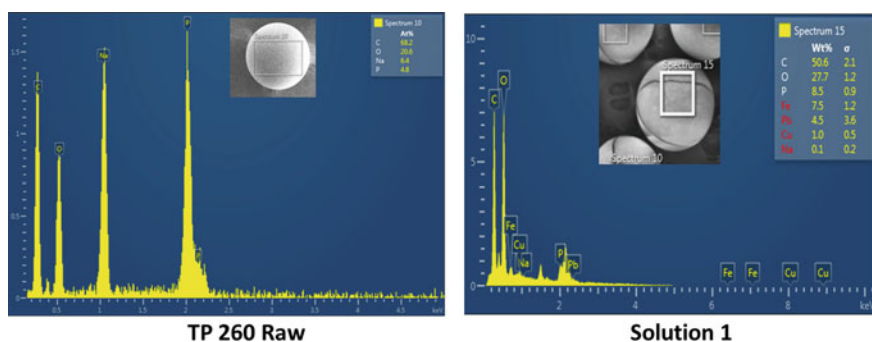 Spectrum 10
At%
C 68.2
O 20.6
Na 6.4
P 4.8
1.5
1
0.5
0
C
O
Na
P
P
0.5 1 1.5 2 2.5 3 3.5 4 4.5 keV
TP 260 Raw
Spectrum 15
Wt% σ
C 50.6 2.1
O 27.7 1.2
P 8.5 0.9
Fe 7.5 1.2
Pb 4.5 3.6
Cu 1.0 0.5
Na 0.1 0.2
Spectrum 15
Spectrum 10
10
5
0
C
O
Fe
Cu
Na
P
Pb
Fe
Fe
Cu
Cu
2 4 6 8 10 keV
Solution 1